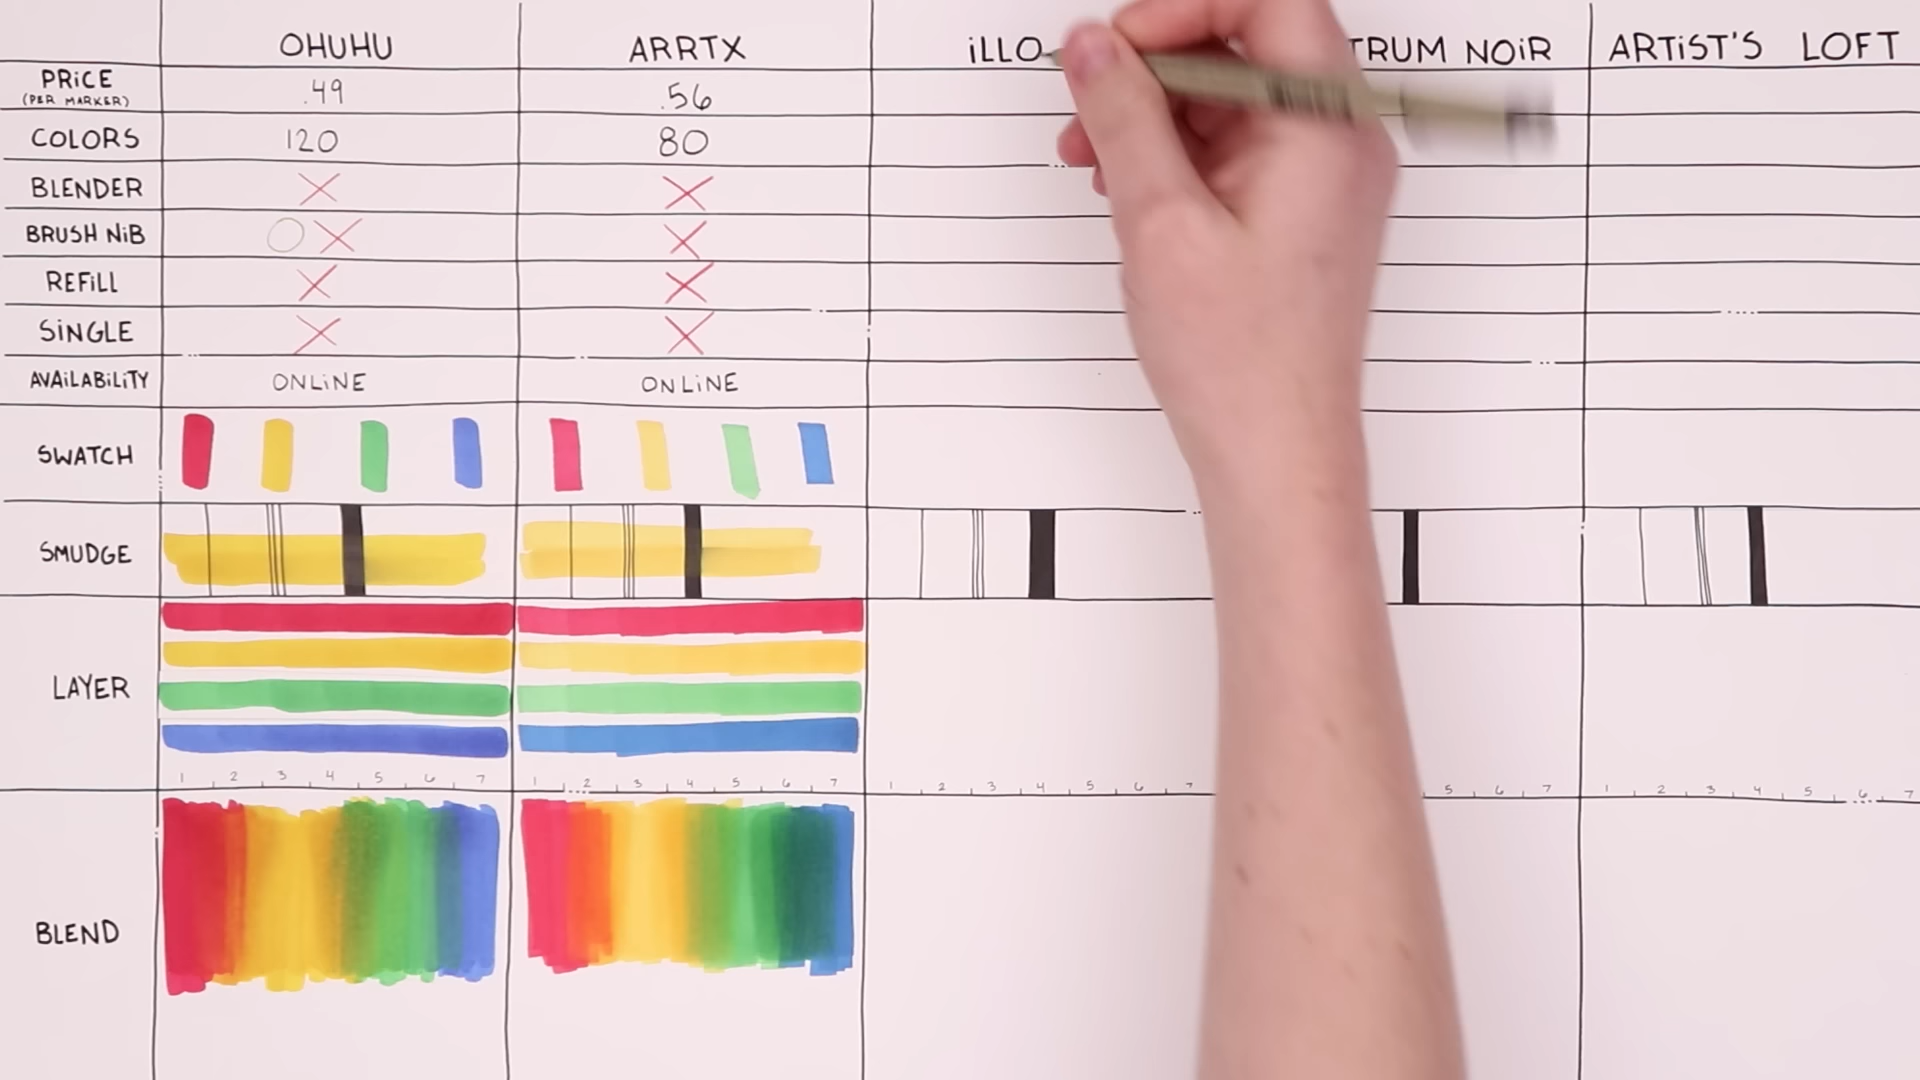 OHUHU ARRTX iLLO TRUM NOiR ARTiST'S LOFT
PRiCE .49 .56
(PER MARKER)
COLORS 120 80
BLENDER
BRUSH NiB
REFiLL
SiNGLE
AVAiLABiLiTY ONLiNE ONLiNE
SWATCH
SMUDGE
LAYER
1 2 3 4 5 6 7 1 2 3 4 5 6 7 1 2 3 4 5 6 7 5 6 7 1 2 3 4 5 6 7
BLEND